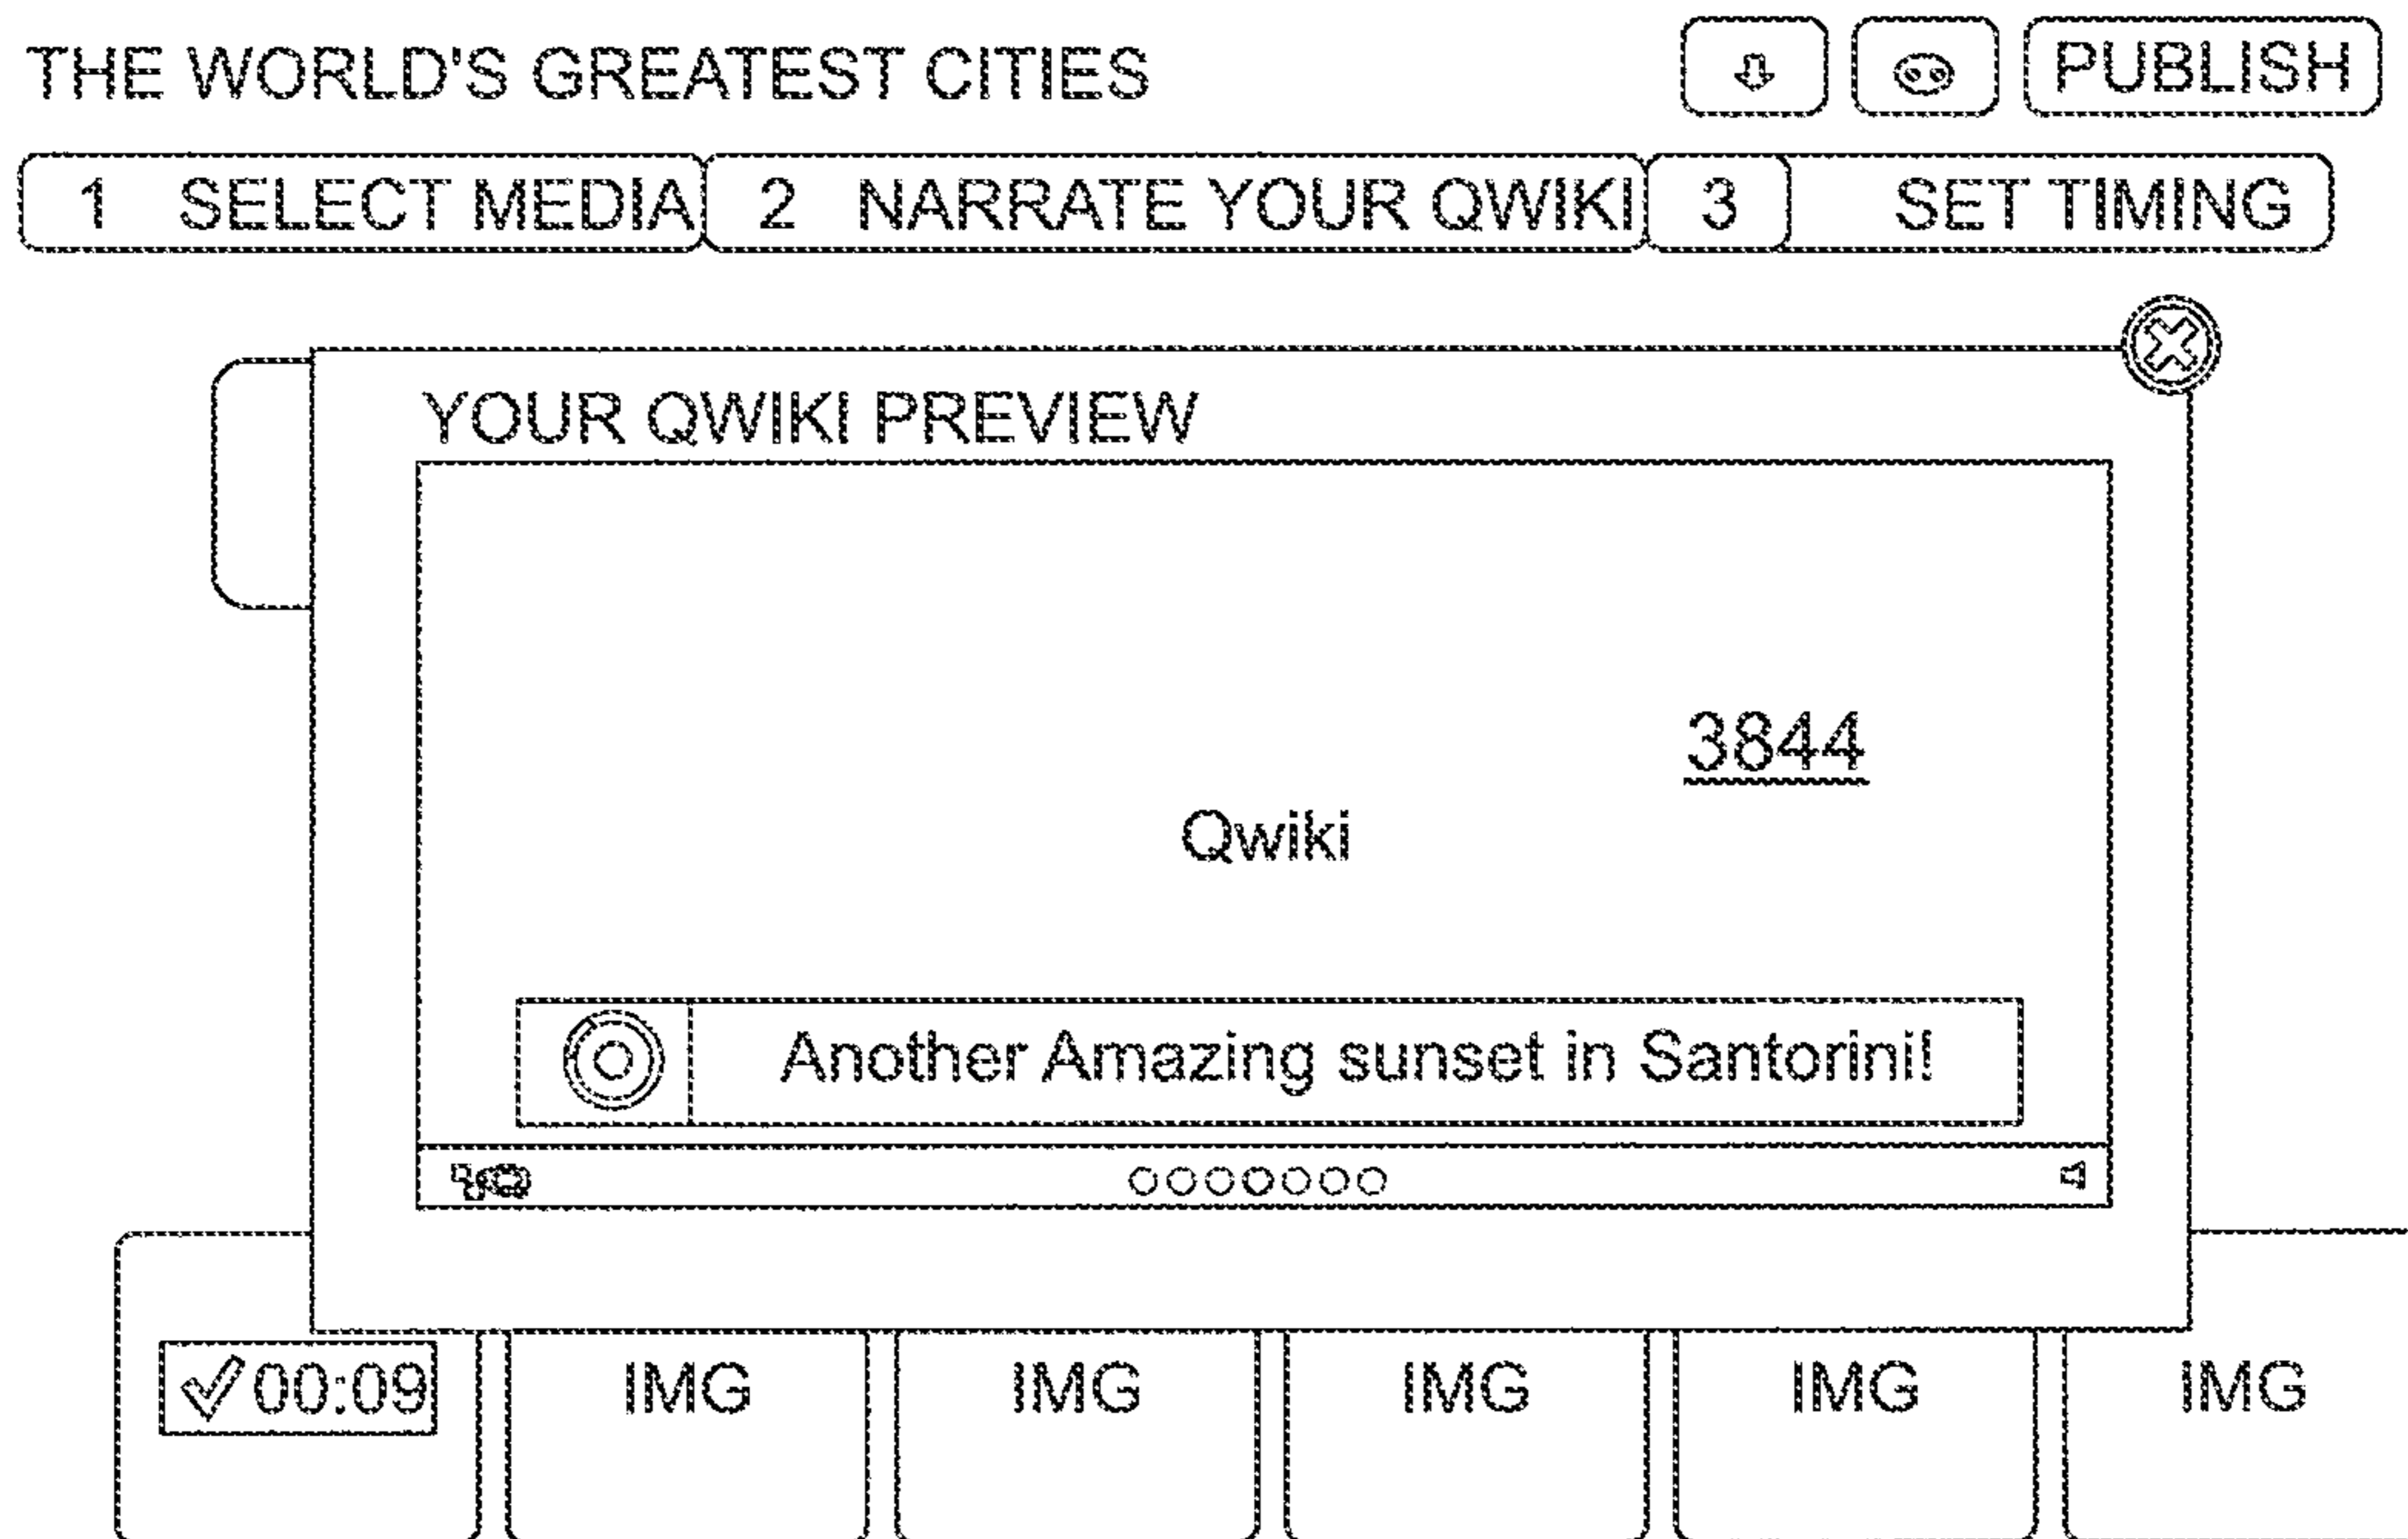 THE WORLD'S GREATEST CITIES PUBLISH
1 SELECT MEDIA 2 NARRATE YOUR QWIKI 3 SET TIMING
YOUR QWIKI PREVIEW
3844
Qwiki
Another Amazing sunset in Santorini!
00:09 IMG IMG IMG IMG IMG